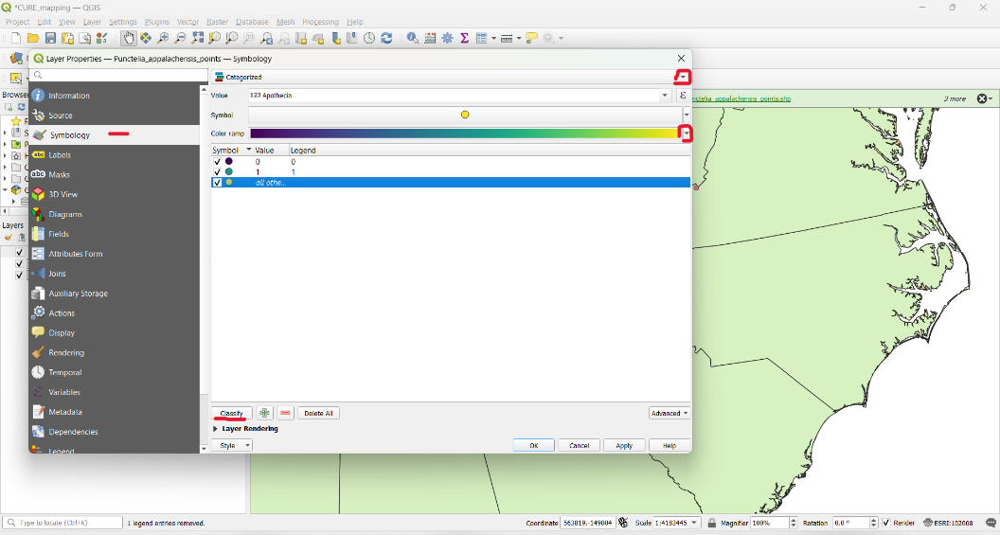 *CURE_mapping — QGIS
Project Edit View Layer Settings Plugins Vector Raster Database Mesh Processing Help
Layer Properties — Punctelia_appalachensis_points — Symbology
Categorized
Browser
Information
Value 123 Apothecia ε
nctelia_appalachensis_points.shp 3 more
Source
Symbol
Symbology
Color ramp
Labels
Symbol Value Legend
0 0
Masks
1 1
all othe...
3D View
Diagrams
Layers
Fields
Attributes Form
Joins
Auxiliary Storage
Actions
Display
Rendering
Temporal
Variables
Metadata
Classify Delete All Advanced
Dependencies
Layer Rendering
Legend
Style OK Cancel Apply Help
Type to locate (Ctrl+K) 1 legend entries removed. Coordinate 563819,-149004 Scale 1:4183445 Magnifier 100% Rotation 0.0 ° Render ESRI:102008